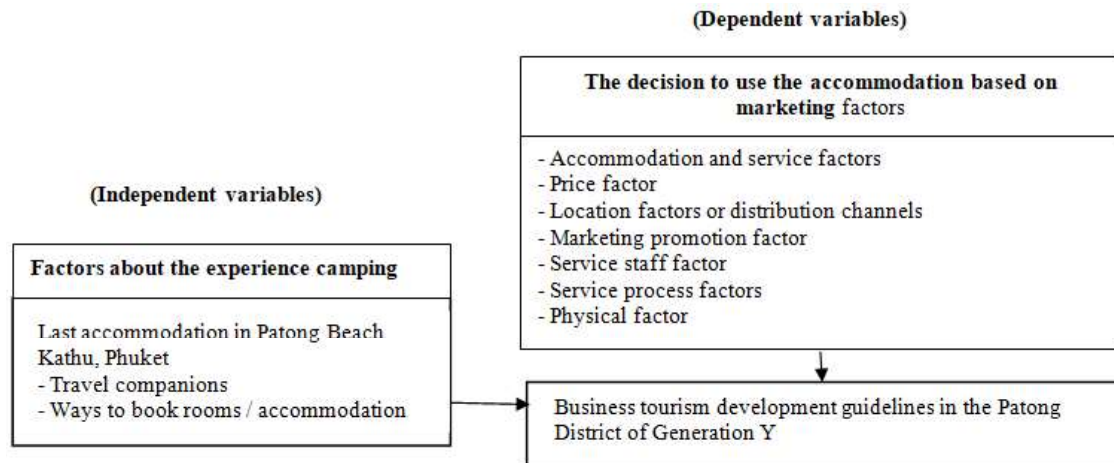 (Dependent variables)
The decision to use the accommodation based on
marketing factors
- Accommodation and service factors
- Price factor
- Location factors or distribution channels
- Marketing promotion factor
- Service staff factor
- Service process factors
- Physical factor
(Independent variables)
Factors about the experience camping
Last accommodation in Patong Beach
Kathu, Phuket
- Travel companions
- Ways to book rooms / accommodation
Business tourism development guidelines in the Patong
District of Generation Y